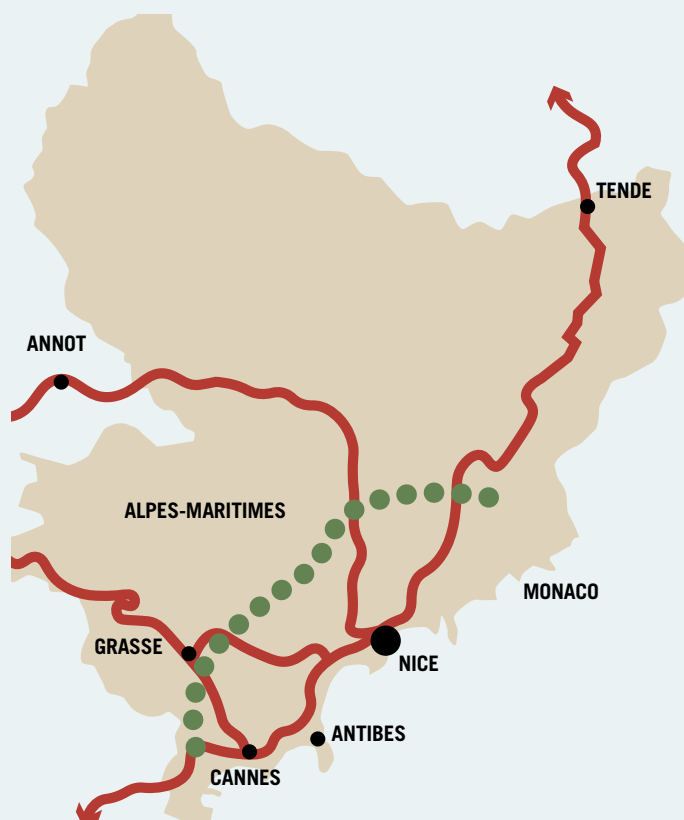 TENDE
ANNOT
ALPES-MARITIMES
MONACO
GRASSE
NICE
ANTIBES
CANNES